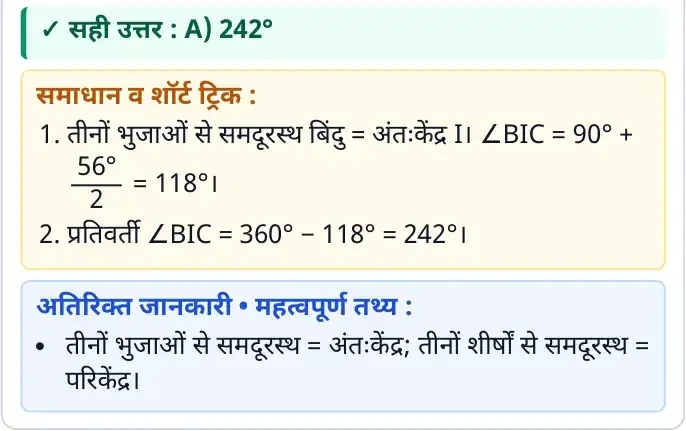 ✓ सही उत्तर : A) 242°
समाधान व शॉर्ट ट्रिक :
1. तीनों भुजाओं से समदूरस्थ बिंदु = अंतःकेंद्र I। ∠BIC = 90° +
56°
2
= 118°।
2. प्रतिवर्ती ∠BIC = 360° − 118° = 242°।
अतिरिक्त जानकारी • महत्वपूर्ण तथ्य :
• तीनों भुजाओं से समदूरस्थ = अंतःकेंद्र; तीनों शीर्षों से समदूरस्थ =
परिकेंद्र।